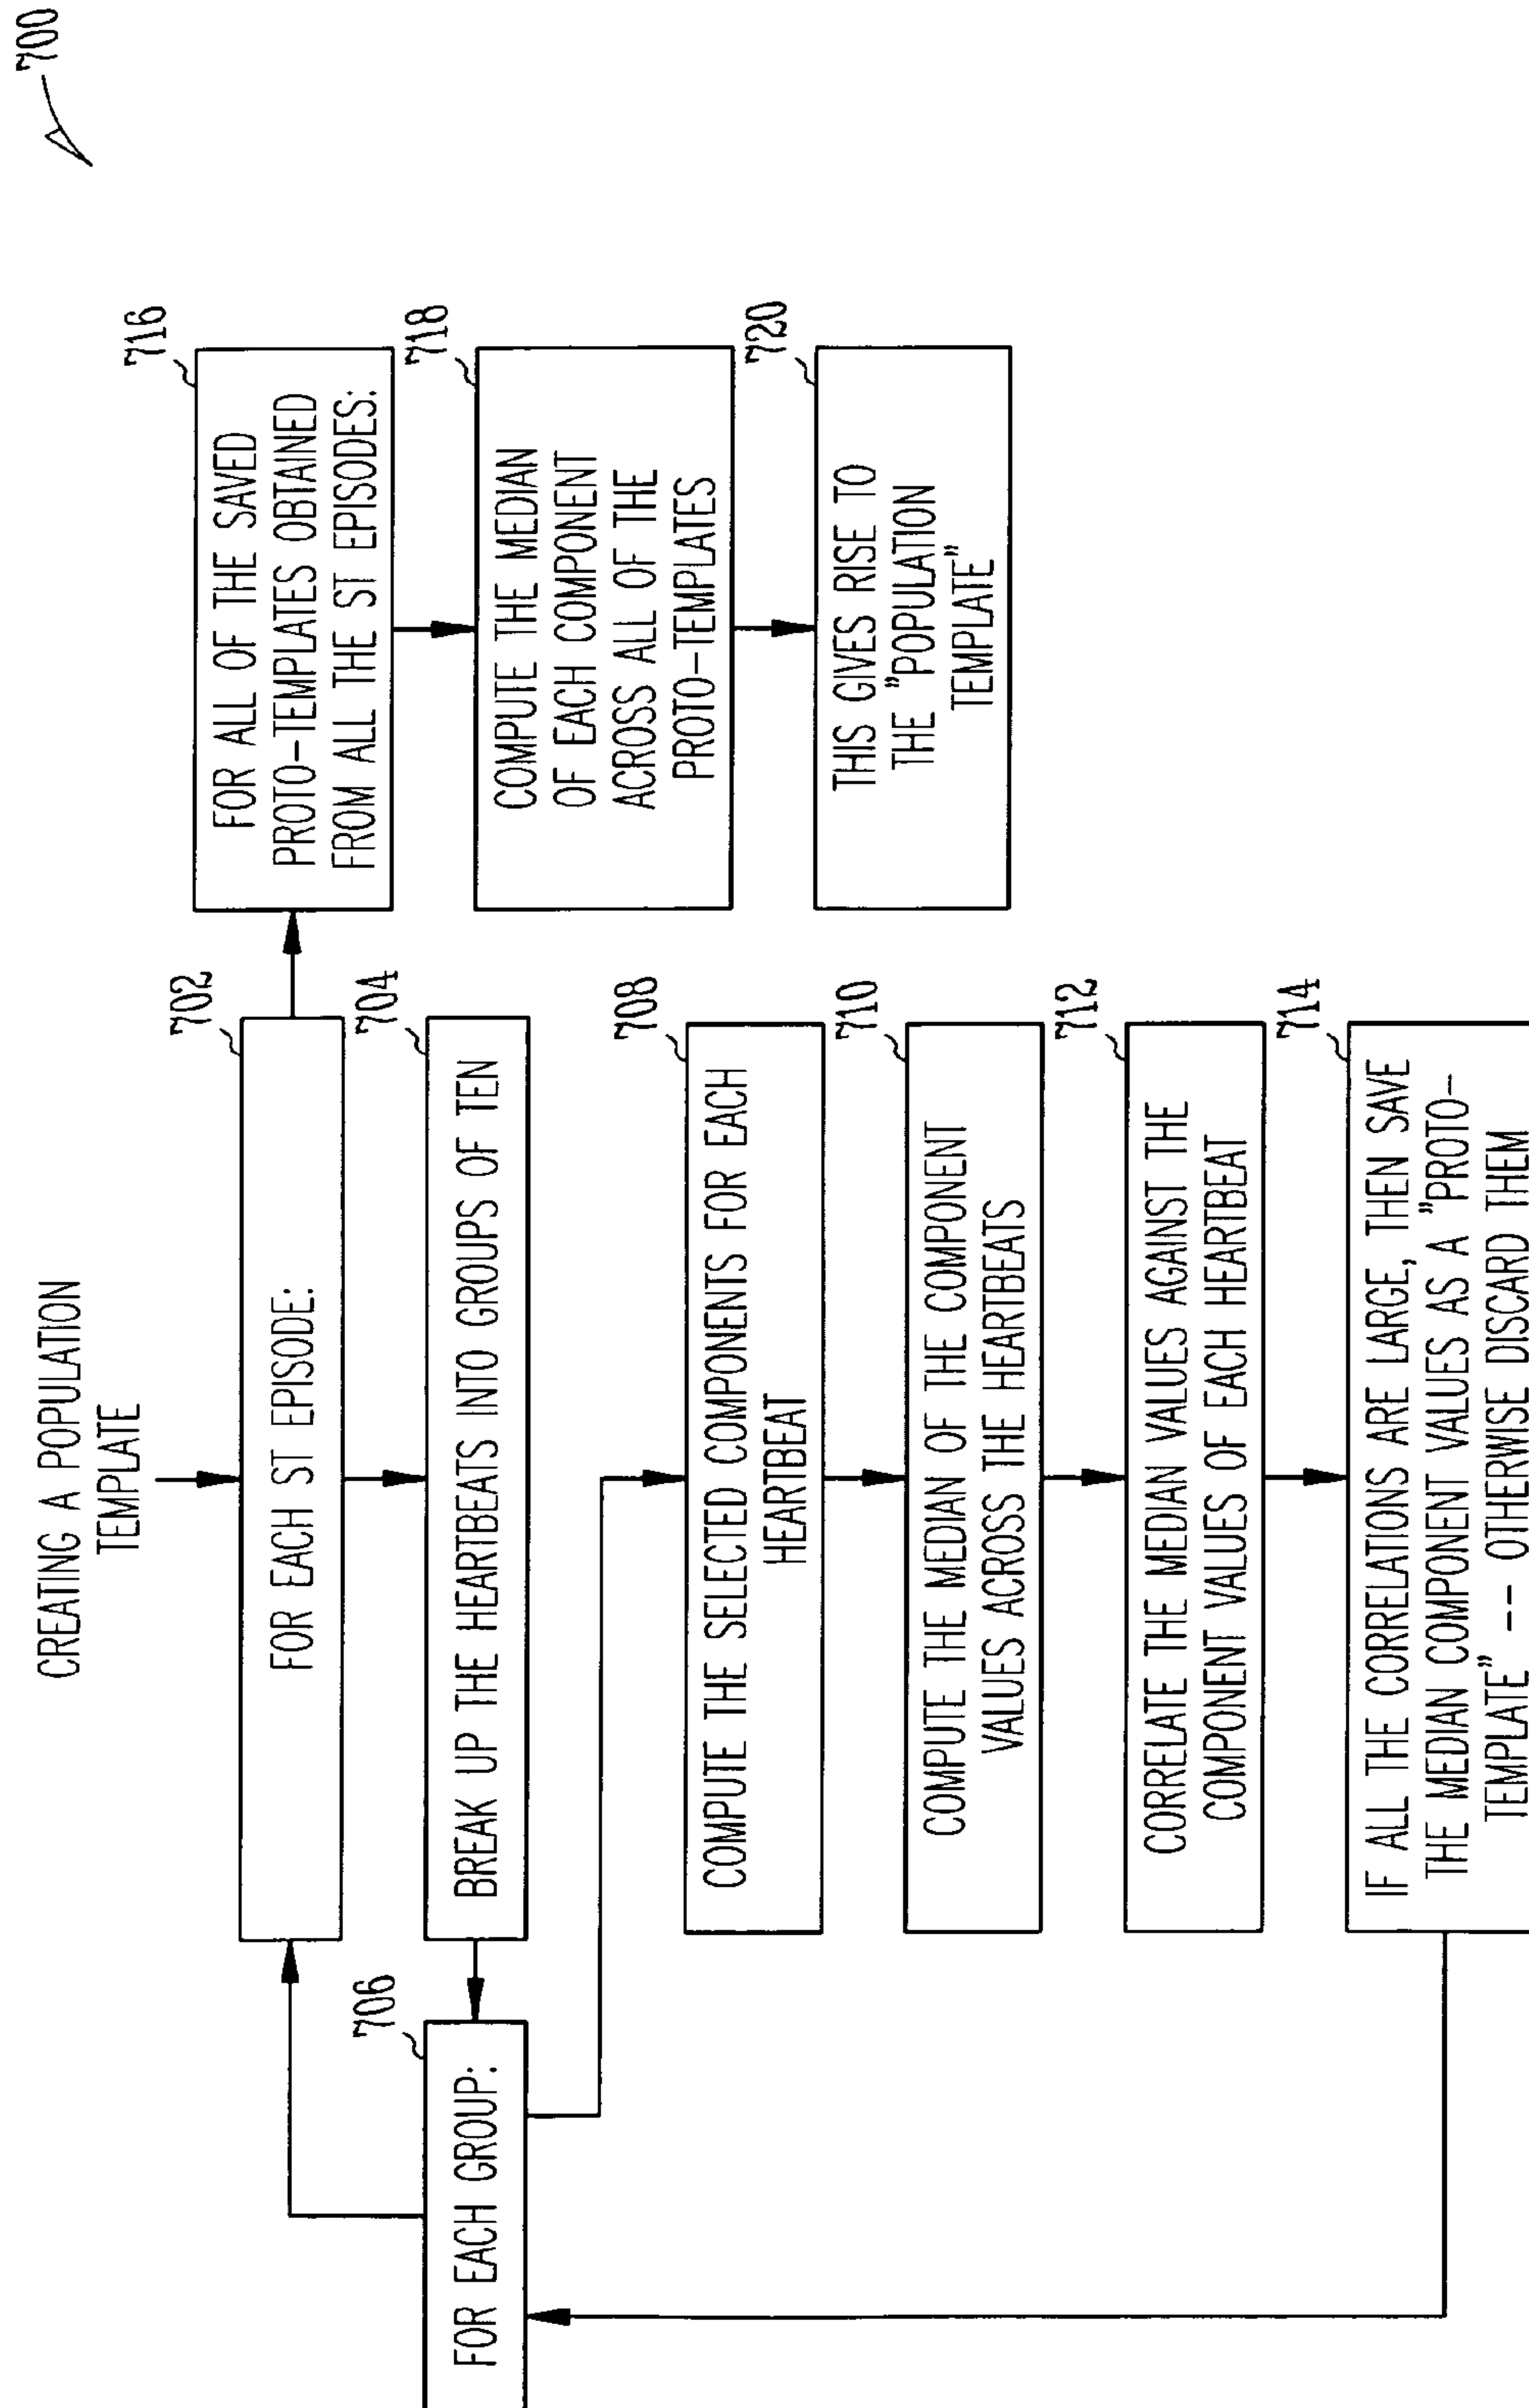 700
CREATING A POPULATION
TEMPLATE
702
FOR EACH ST EPISODE:
704
BREAK UP THE HEARTBEATS INTO GROUPS OF TEN
706
FOR EACH GROUP:
708
COMPUTE THE SELECTED COMPONENTS FOR EACH
HEARTBEAT
710
COMPUTE THE MEDIAN OF THE COMPONENT
VALUES ACROSS THE HEARTBEATS
712
CORRELATE THE MEDIAN VALUES AGAINST THE
COMPONENT VALUES OF EACH HEARTBEAT
714
IF ALL THE CORRELATIONS ARE LARGE, THEN SAVE
THE MEDIAN COMPONENT VALUES AS A "PROTO-
TEMPLATE" -- OTHERWISE DISCARD THEM
716
FOR ALL OF THE SAVED
PROTO-TEMPLATES OBTAINED
FROM ALL THE ST EPISODES:
718
COMPUTE THE MEDIAN
OF EACH COMPONENT
ACROSS ALL OF THE
PROTO-TEMPLATES
720
THIS GIVES RISE TO
THE "POPULATION
TEMPLATE"